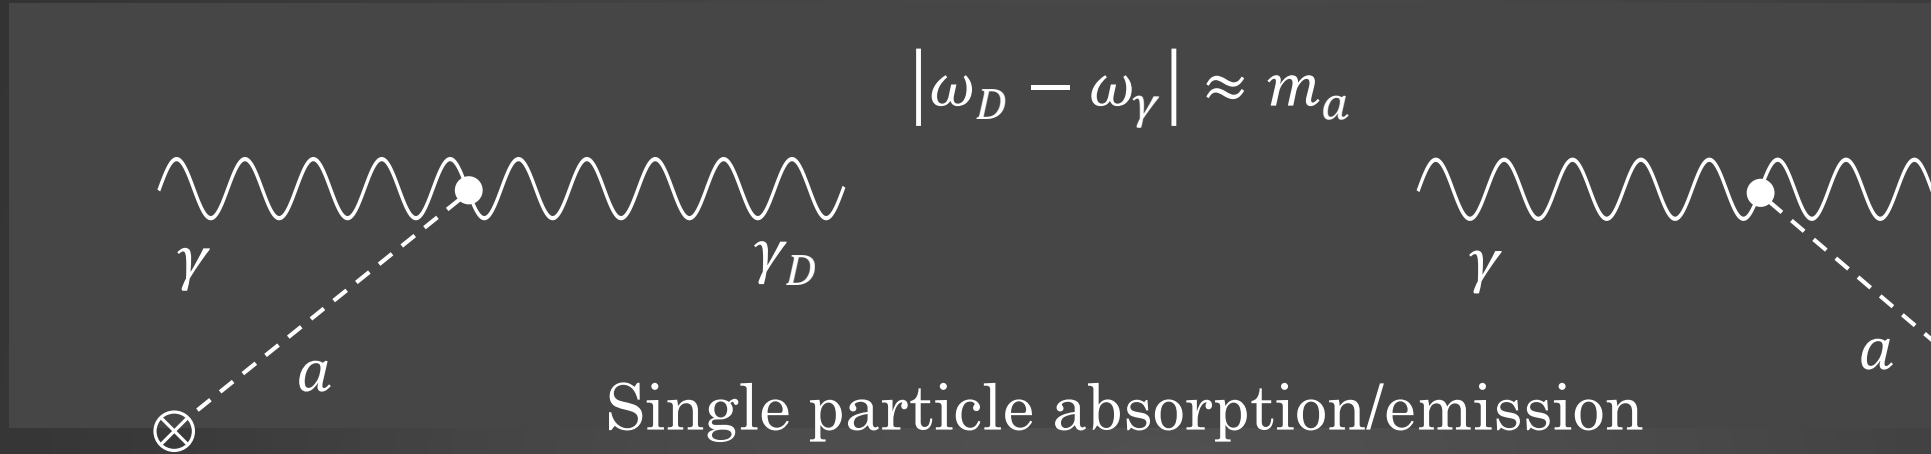 |ω_D − ω_γ| ≈ m_a
γ
γ_D
γ
a
a
Single particle absorption/emission